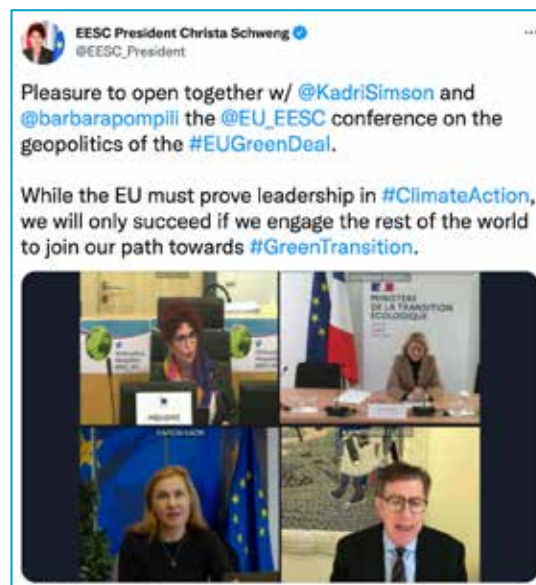 EESC President Christa Schweng
@EESC_President
Pleasure to open together w/ @KadriSimson and
@barbarapompili the @EU_EESC conference on the
geopolitics of the #EUGreenDeal.
While the EU must prove leadership in #ClimateAction,
we will only succeed if we engage the rest of the world
to join our path towards #GreenTransition.
MINISTÈRE
DE LA TRANSITION
ÉCOLOGIQUE